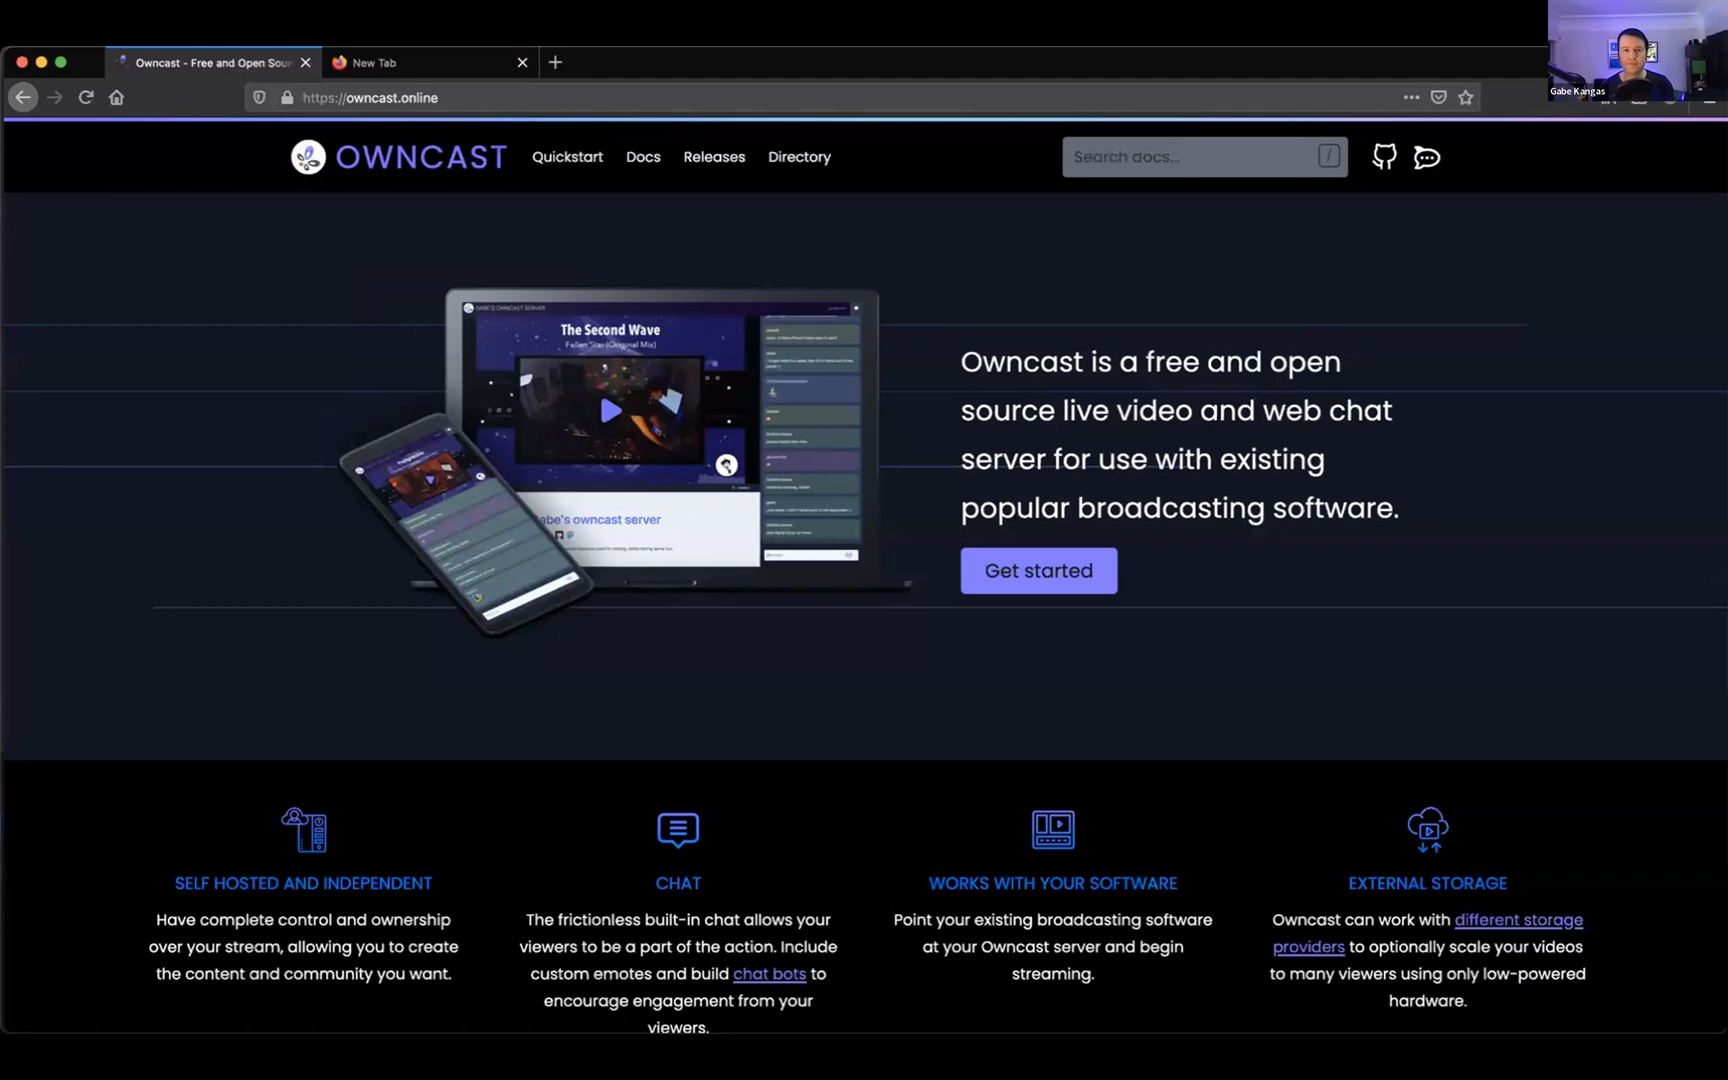 Owncast - Free and Open Sour
New Tab
Gabe Kangas
https://owncast.online
OWNCAST
Quickstart
Docs
Releases
Directory
Search docs...
/
GABE'S OWNCAST SERVER
The Second Wave
Fallen Star (Original Mix)
abe's owncast server
Owncast is a free and open
source live video and web chat
server for use with existing
popular broadcasting software.
Get started
SELF HOSTED AND INDEPENDENT
Have complete control and ownership
over your stream, allowing you to create
the content and community you want.
CHAT
The frictionless built-in chat allows your
viewers to be a part of the action. Include
custom emotes and build chat bots to
encourage engagement from your
viewers.
WORKS WITH YOUR SOFTWARE
Point your existing broadcasting software
at your Owncast server and begin
streaming.
EXTERNAL STORAGE
Owncast can work with different storage
providers to optionally scale your videos
to many viewers using only low-powered
hardware.